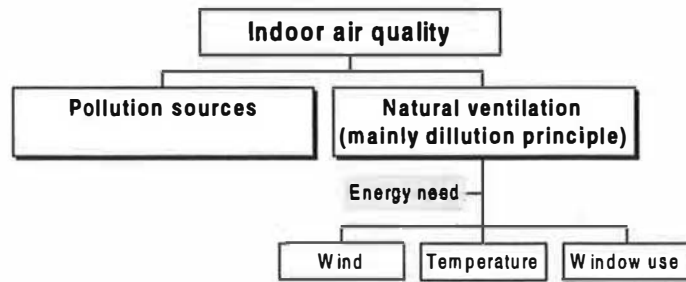 Indoor air quality
Pollution sources
Natural ventilation
(mainly dillution principle)
Energy need
Wind
Temperature
Window use